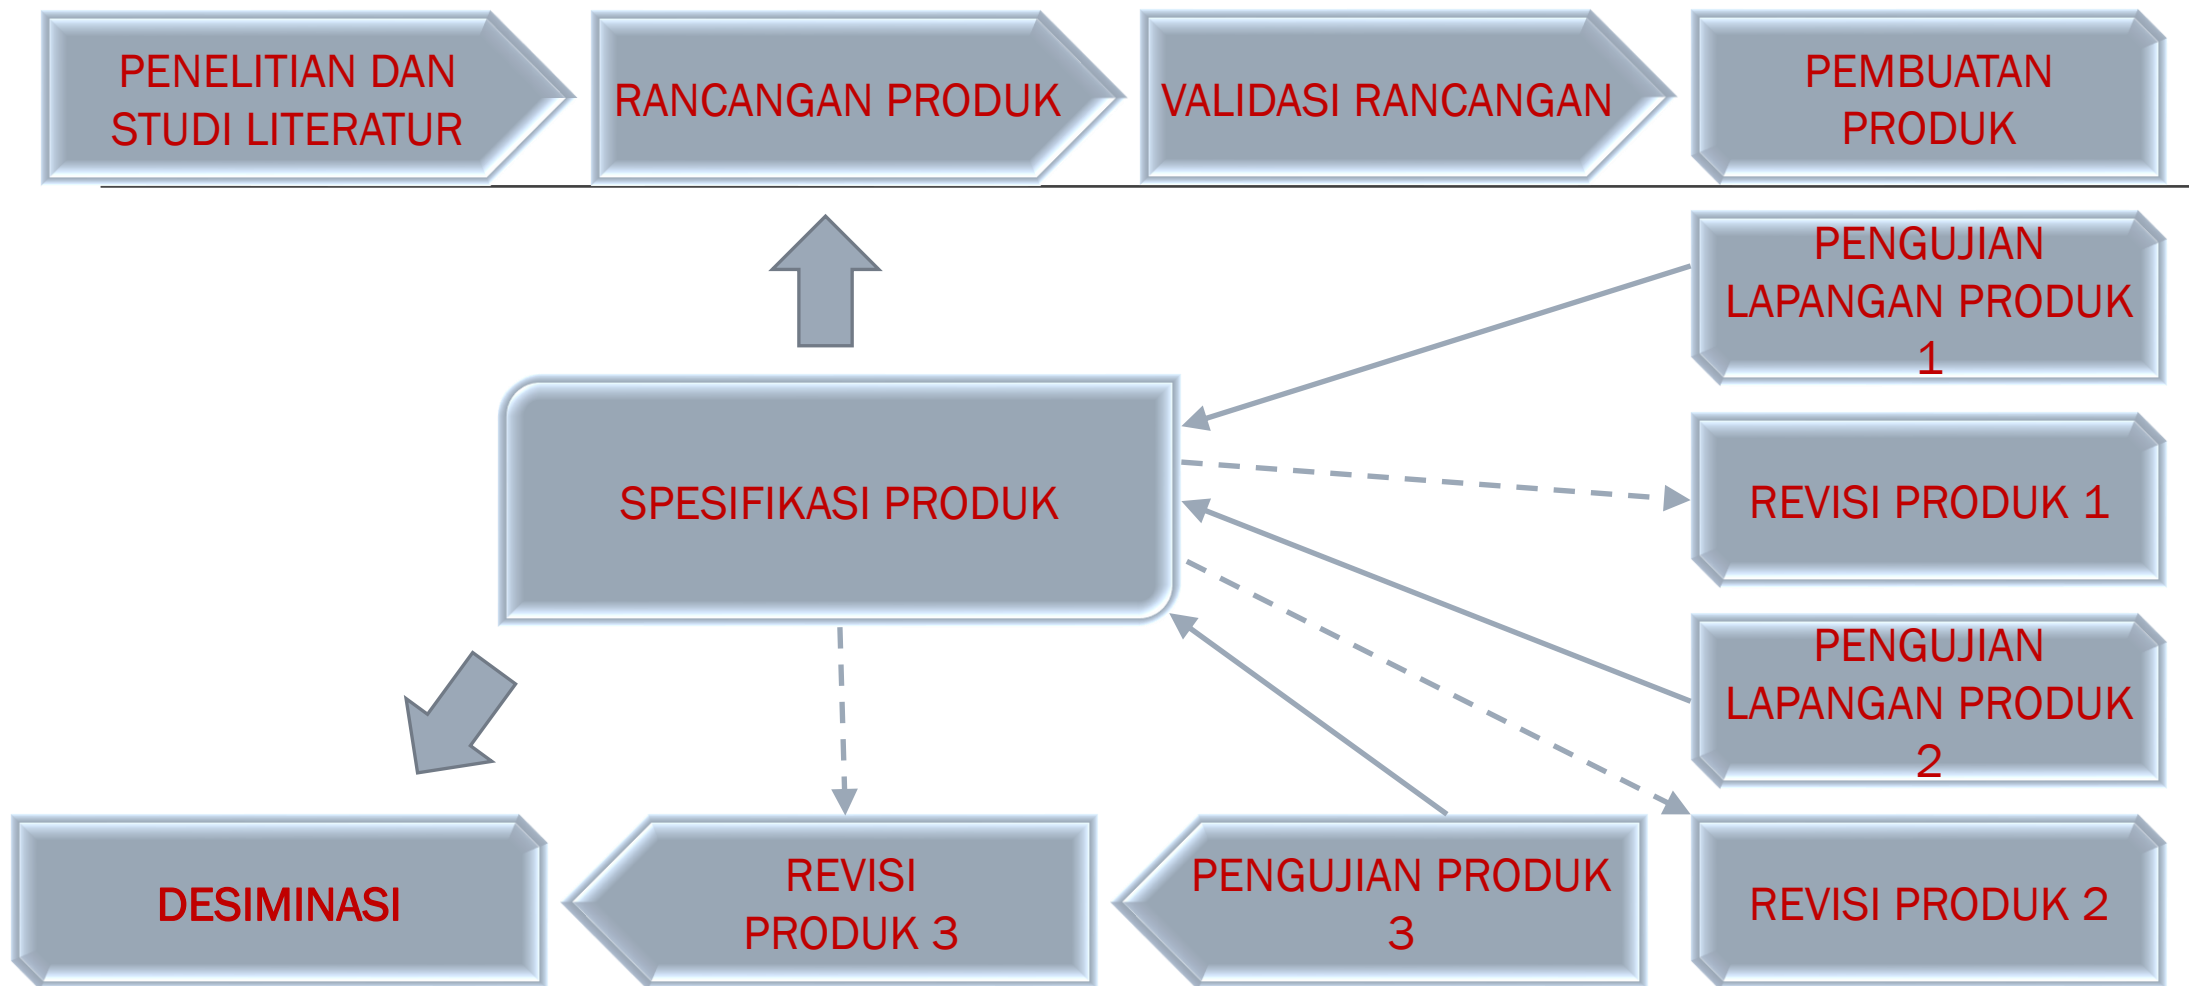 PENELITIAN DAN
STUDI LITERATUR
RANCANGAN PRODUK
VALIDASI RANCANGAN
PEMBUATAN
PRODUK
PENGUJIAN
LAPANGAN PRODUK
1
SPESIFIKASI PRODUK
REVISI PRODUK 1
PENGUJIAN
LAPANGAN PRODUK
2
DESIMINASI
REVISI
PRODUK 3
PENGUJIAN PRODUK
3
REVISI PRODUK 2